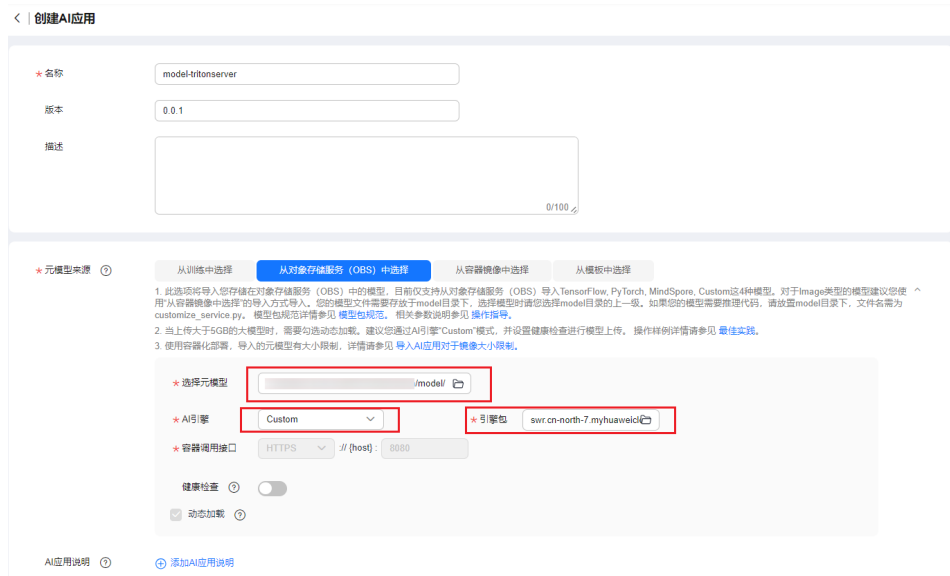 创建AI应用
名称 model-tritonserver
版本 0.0.1
描述
0/100
元模型来源 从训练中选择 从对象存储服务（OBS）中选择 从容器镜像中选择 从模板中选择
1. 此选项将导入您存储在对象存储服务（OBS）中的模型，目前仅支持从对象存储服务（OBS）导入TensorFlow, PyTorch, MindSpore, Custom这4种模型。对于Image类型的模型建议您使
用"从容器镜像中选择"的导入方式导入。您的模型文件需要存放于model目录下，选择模型时请您选择model目录的上一级。如果您的模型需要推理代码，请放置model目录下，文件名需为
customize_service.py。 模型包规范详情参见 模型包规范。 相关参数说明参见 操作指导。
2. 当上传大于5GB的大模型时，需要勾选动态加载。建议您通过AI引擎"Custom"模式，并设置健康检查进行模型上传。 操作样例详情请参见 最佳实践。
3. 使用容器化部署，导入的元模型有大小限制，详情请参见 导入AI应用对于镜像大小限制。
选择元模型 /model/
AI引擎 Custom 引擎包 swr.cn-north-7.myhuaweicl
容器调用接口 HTTPS :// {host} : 8080
健康检查
动态加载
AI应用说明 添加AI应用说明